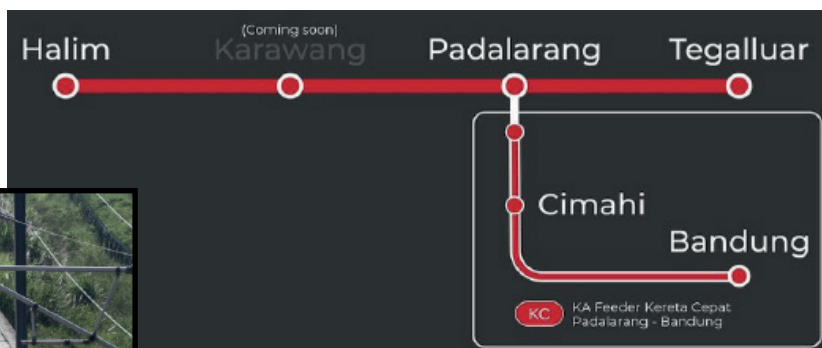 Halim
(Coming soon)
Karawang
Padalarang
Tegalluar
Cimahi
Bandung
KC
KA Feeder Kereta Cepat
Padalarang - Bandung